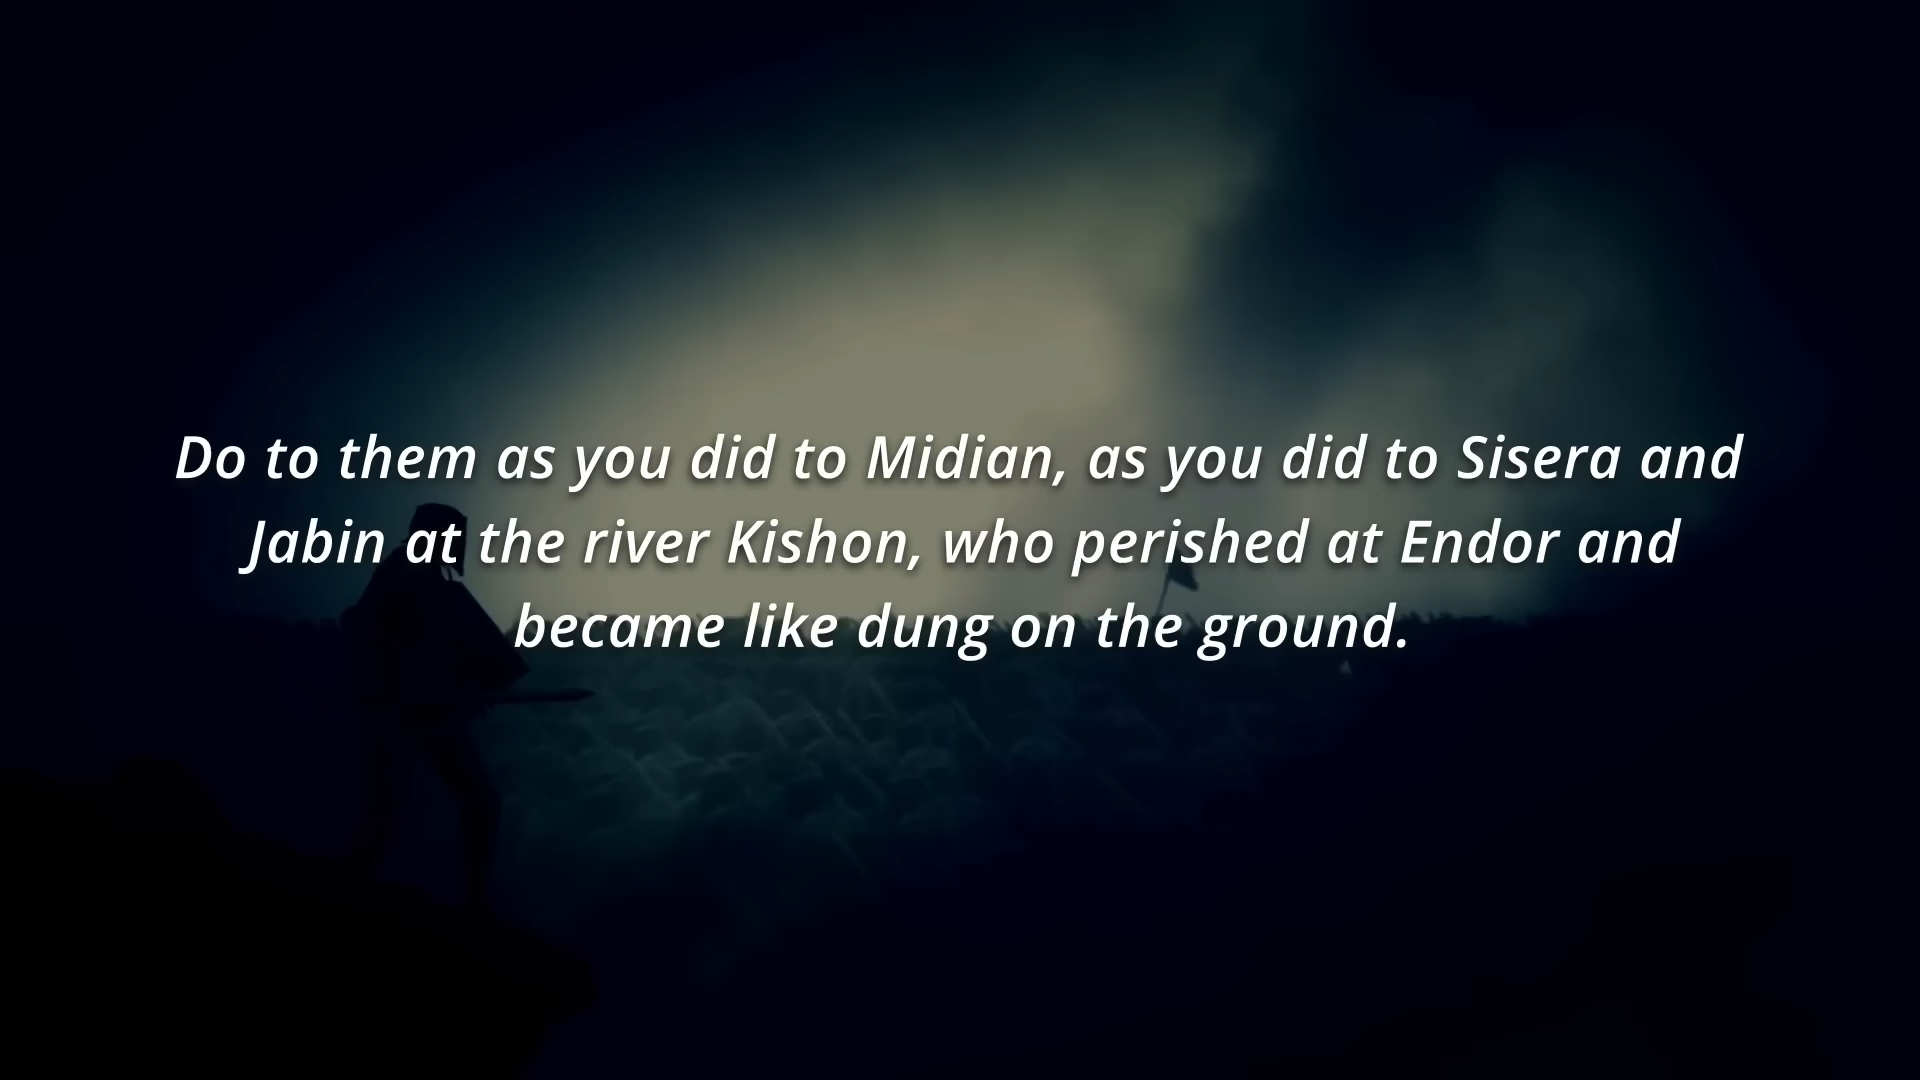 Do to them as you did to Midian, as you did to Sisera and
Jabin at the river Kishon, who perished at Endor and
became like dung on the ground.